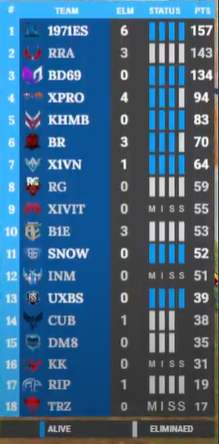 # TEAM ELM STATUS PTS
1 1971ES 6 157
2 RRA 3 143
3 BD69 0 134
4 XPRO 4 94
5 KHMB 0 83
6 BR 3 70
7 X1VN 1 64
8 RG RG 0 59
9 XIVIT 0 MISS 55
10 B1E 3 53
11 SNOW 0 52
12 INM 0 MISS 51
13 UXBS 0 39
14 CUB 1 38
15 DM8 0 35
16 KK 0 MISS 31
17 RIP 1 19
18 TRZ 0 MISS 17
ALIVE ELIMINAED